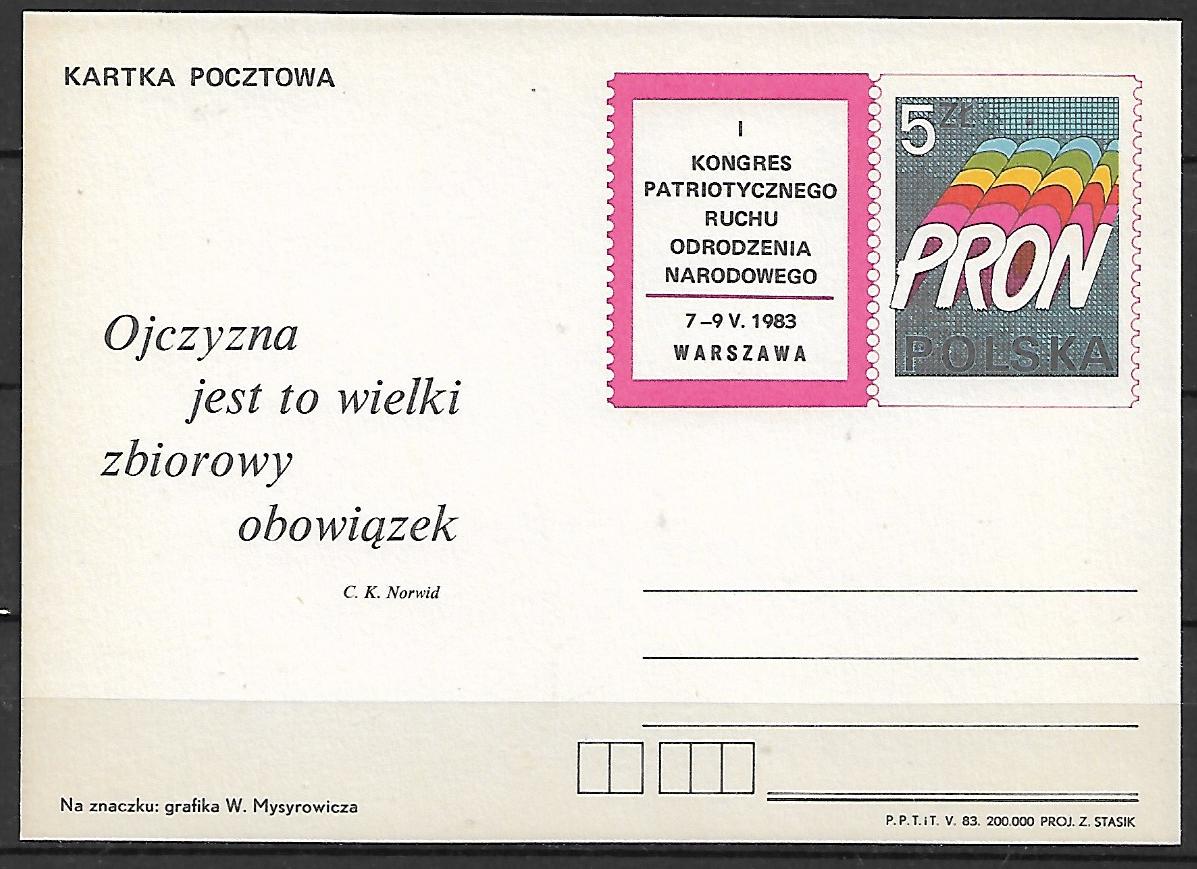 KARTKA POCZTOWA
I
KONGRES
PATRIOTYCZNEGO
RUCHU
ODRODZENIA
NARODOWEGO
7–9 V. 1983
WARSZAWA
5 ZŁ
PRON
POLSKA
Ojczyzna
jest to wielki
zbiorowy
obowiązek
C. K. Norwid
Na znaczku: grafika W. Mysyrowicza
P.P.T.iT. V. 83. 200.000 PROJ. Z. STASIK